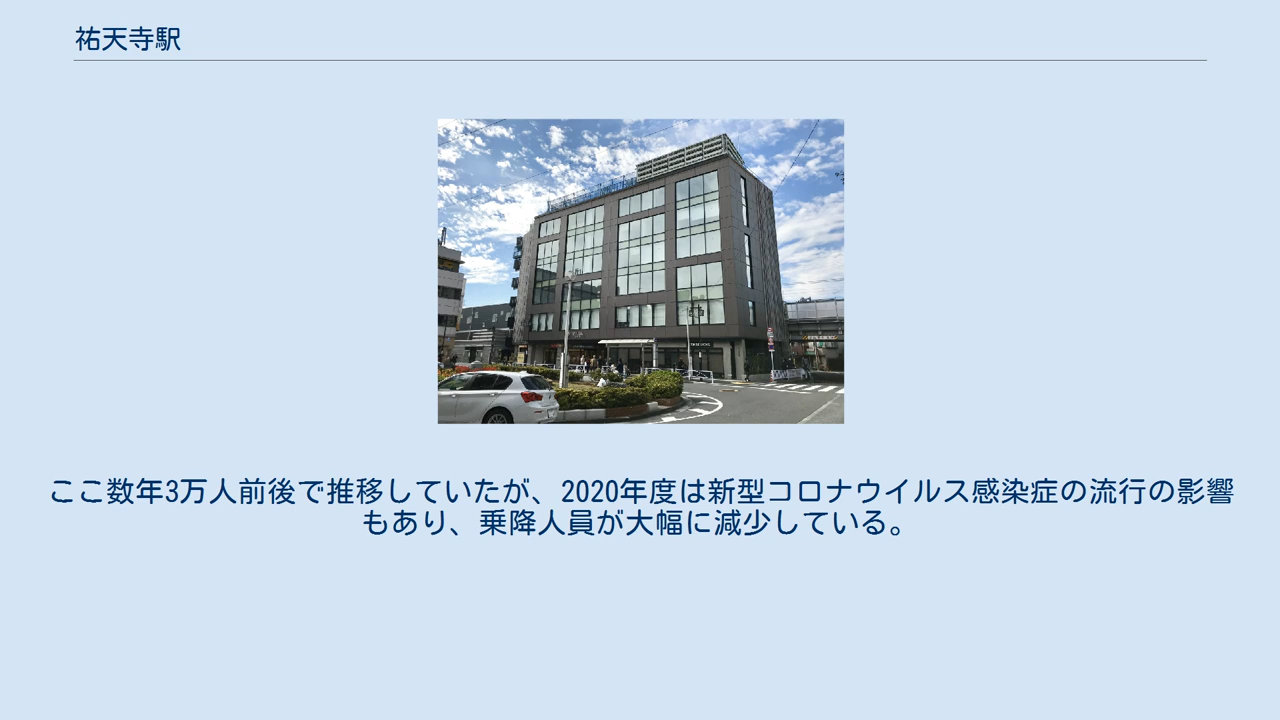 祐天寺駅
ここ数年3万人前後で推移していたが、2020年度は新型コロナウイルス感染症の流行の影響
もあり、乗降人員が大幅に減少している。